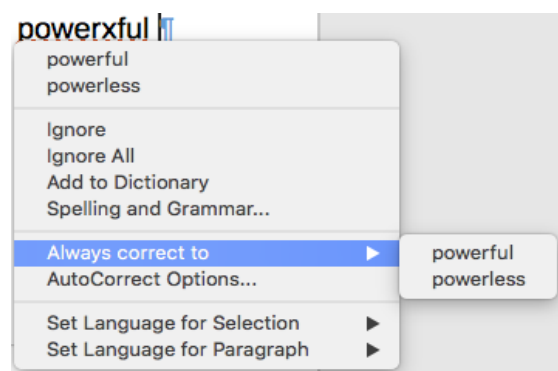 powerxful ¶
powerful
powerless
Ignore
Ignore All
Add to Dictionary
Spelling and Grammar...
Always correct to
powerful
powerless
AutoCorrect Options...
Set Language for Selection
Set Language for Paragraph